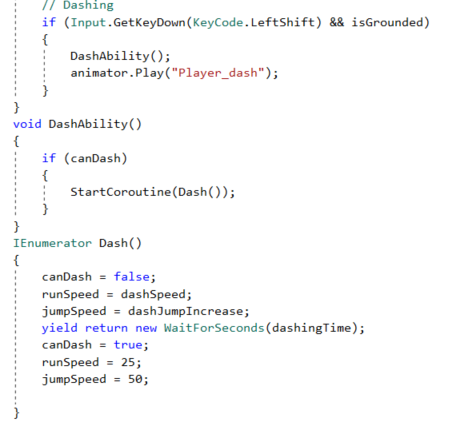 // Dashing
if (Input.GetKeyDown(KeyCode.LeftShift) && isGrounded)
{
DashAbility();
animator.Play("Player_dash");
}
}
void DashAbility()
{
if (canDash)
{
StartCoroutine(Dash());
}
}
IEnumerator Dash()
{
canDash = false;
runSpeed = dashSpeed;
jumpSpeed = dashJumpIncrease;
yield return new WaitForSeconds(dashingTime);
canDash = true;
runSpeed = 25;
jumpSpeed = 50;
}